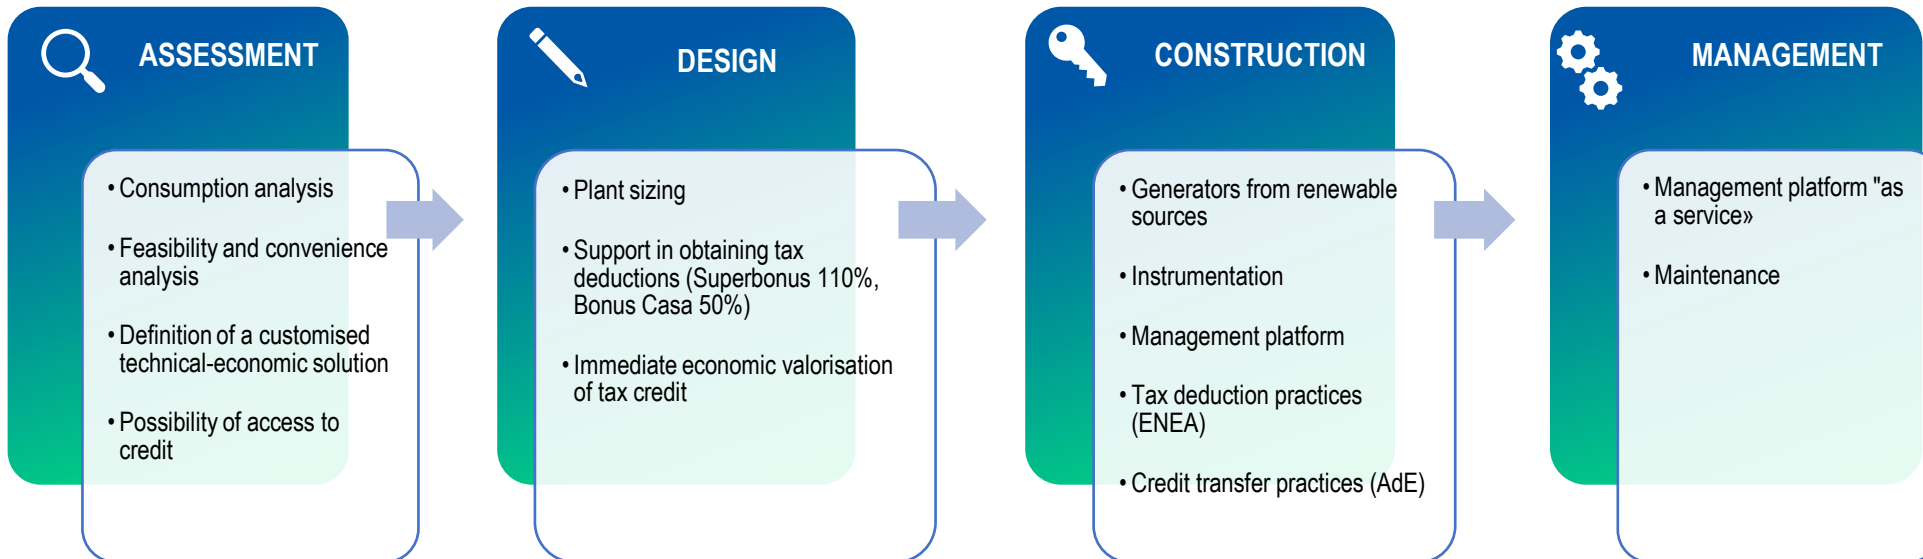 ASSESSMENT
• Consumption analysis
• Feasibility and convenience
analysis
• Definition of a customised
technical-economic solution
• Possibility of access to
credit
DESIGN
• Plant sizing
• Support in obtaining tax
deductions (Superbonus 110%,
Bonus Casa 50%)
• Immediate economic valorisation
of tax credit
CONSTRUCTION
• Generators from renewable
sources
• Instrumentation
• Management platform
• Tax deduction practices
(ENEA)
• Credit transfer practices (AdE)
MANAGEMENT
• Management platform "as
a service»
• Maintenance